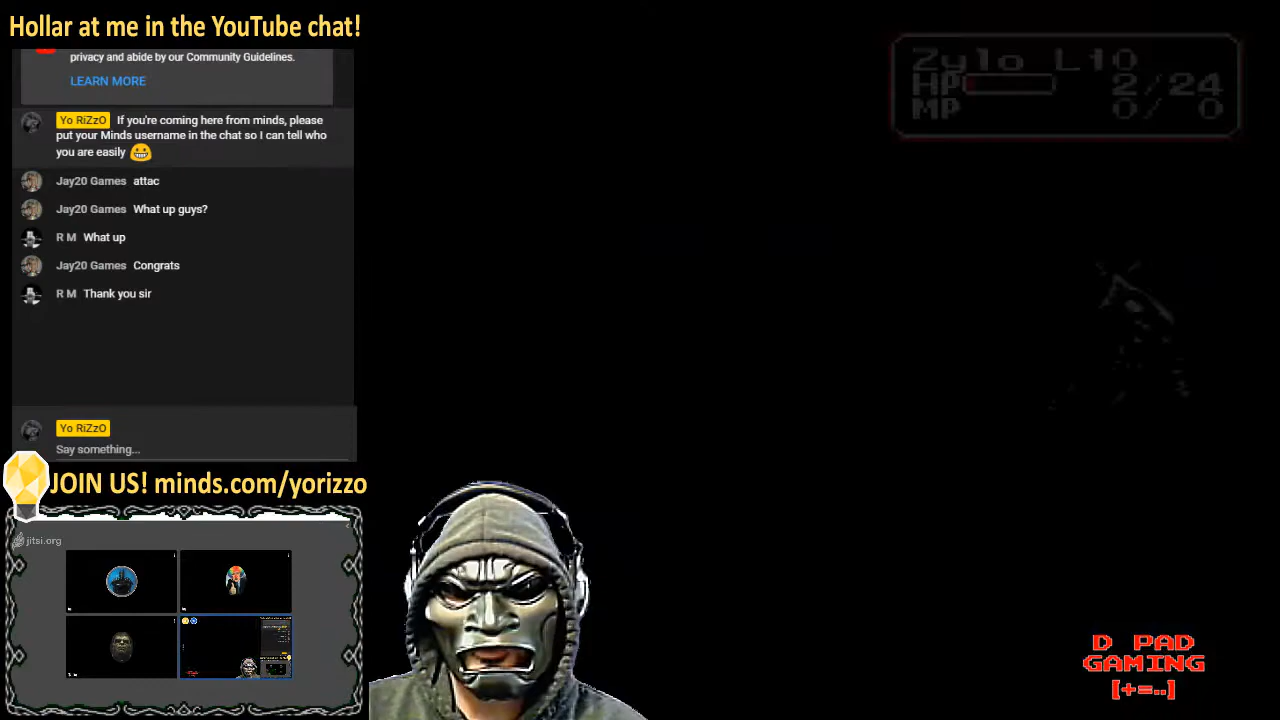 Hollar at me in the YouTube chat!
privacy and abide by our Community Guidelines.
LEARN MORE
Yo RiZzO If you're coming here from minds, please
put your Minds username in the chat so I can tell who
you are easily
Jay20 Games attac
Jay20 Games What up guys?
R M What up
Jay20 Games Congrats
R M Thank you sir
Yo RiZzO
Say something...
JOIN US! minds.com/yorizzo
jitsi.org
Zylo L10
HP 2/24
MP 0/ 0
D PAD
GAMING
[+=..]